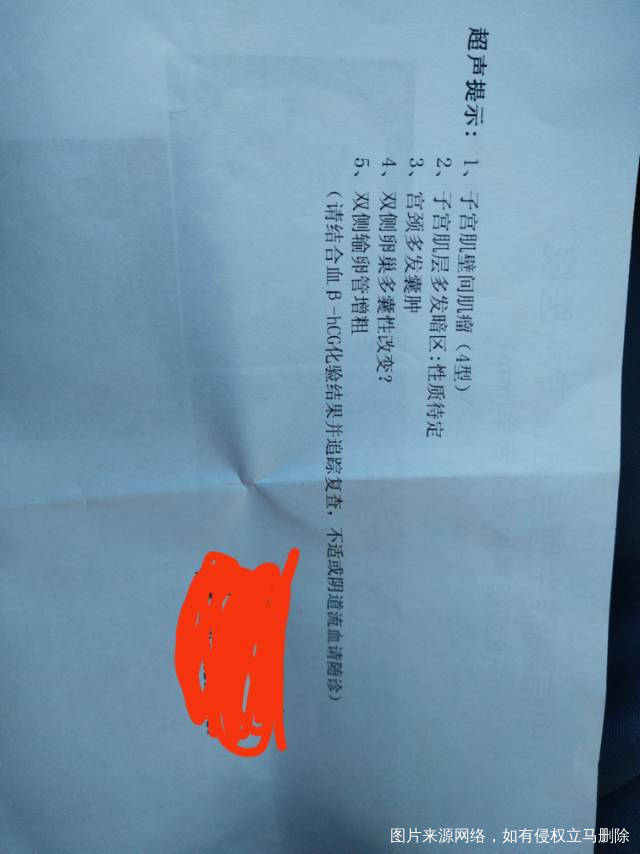 超声提示：1、子宫肌壁间肌瘤（4型）
2、子宫肌层多发暗区:性质待定
3、宫颈多发囊肿
4、双侧卵巢多囊性改变?
5、双侧输卵管增粗
（请结合血β-hCG化验结果并追踪复查，不适或阴道流血请随诊）
图片来源网络，如有侵权立马删除